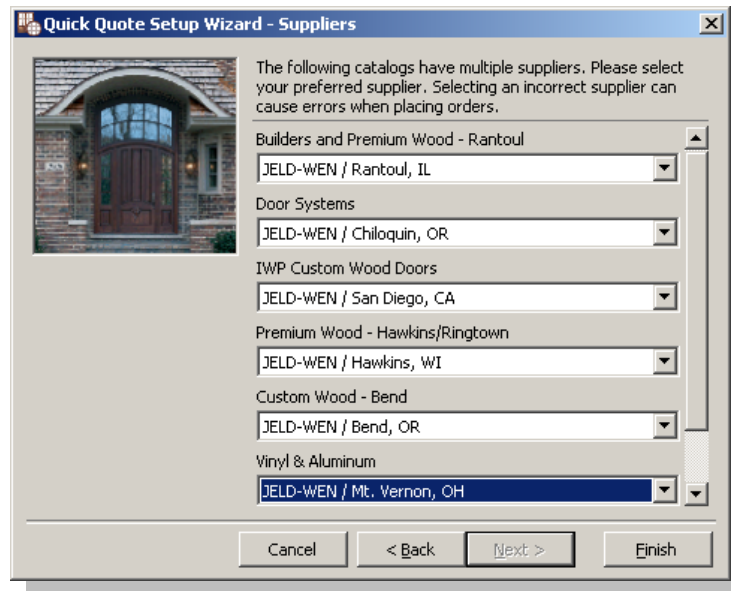 Quick Quote Setup Wizard - Suppliers
The following catalogs have multiple suppliers. Please select
your preferred supplier. Selecting an incorrect supplier can
cause errors when placing orders.
Builders and Premium Wood - Rantoul
JELD-WEN / Rantoul, IL
Door Systems
JELD-WEN / Chiloquin, OR
IWP Custom Wood Doors
JELD-WEN / San Diego, CA
Premium Wood - Hawkins/Ringtown
JELD-WEN / Hawkins, WI
Custom Wood - Bend
JELD-WEN / Bend, OR
Vinyl & Aluminum
JELD-WEN / Mt. Vernon, OH
Cancel < Back Next > Finish